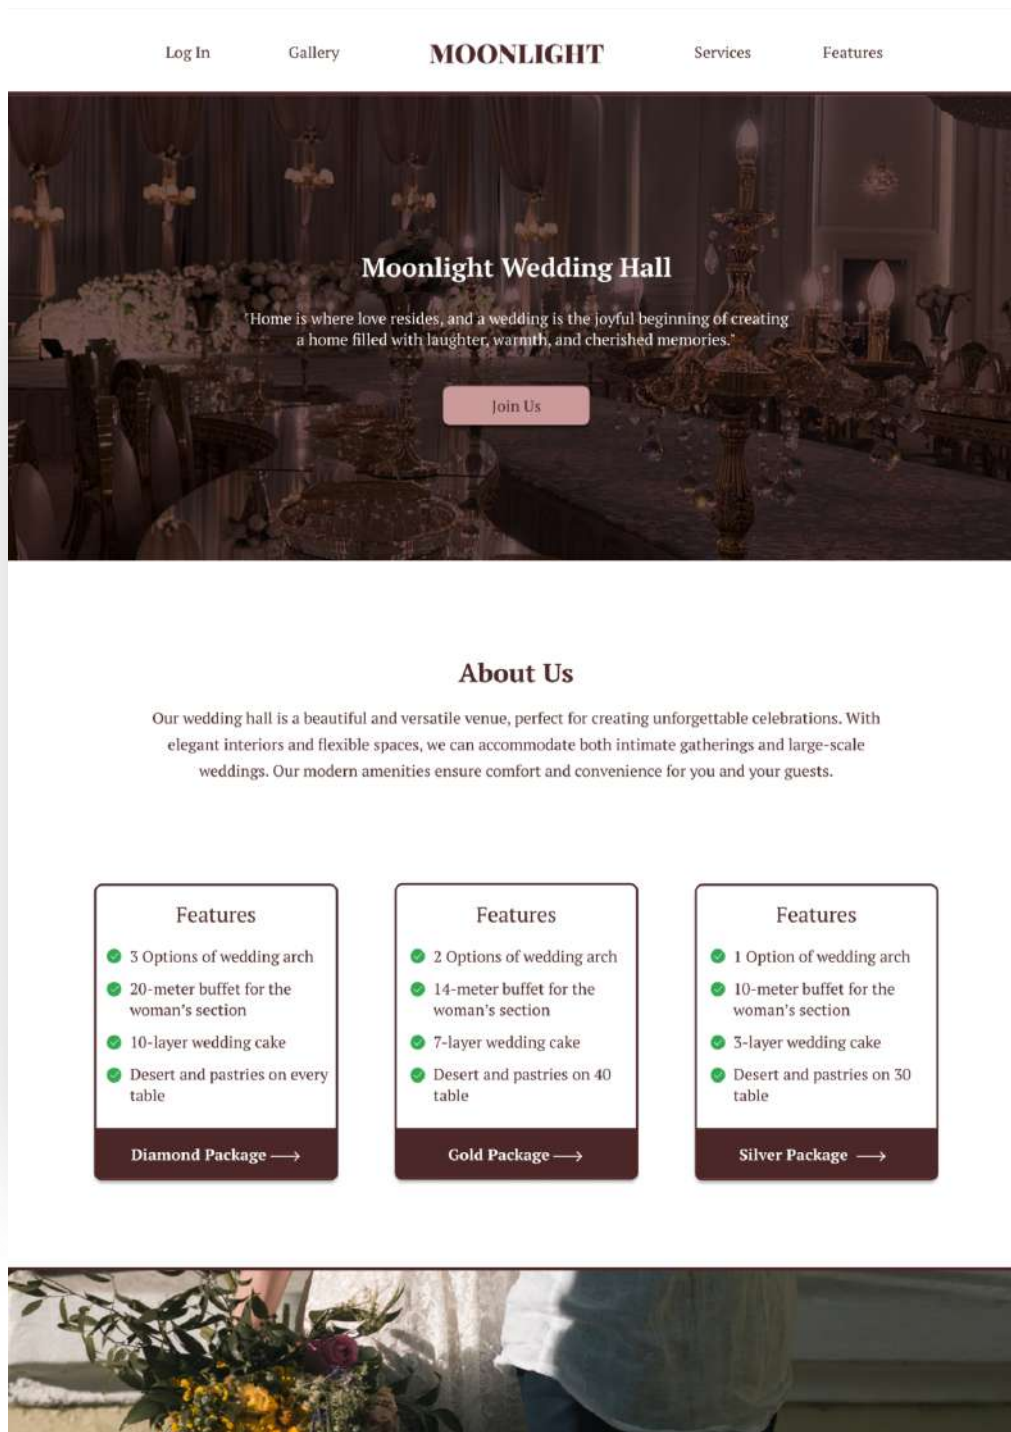 Log In
Gallery
MOONLIGHT
Services
Features
Moonlight Wedding Hall
"Home is where love resides, and a wedding is the joyful beginning of creating
a home filled with laughter, warmth, and cherished memories."
Join Us
About Us
Our wedding hall is a beautiful and versatile venue, perfect for creating unforgettable celebrations. With
elegant interiors and flexible spaces, we can accommodate both intimate gatherings and large-scale
weddings. Our modern amenities ensure comfort and convenience for you and your guests.
Features
3 Options of wedding arch
20-meter buffet for the
woman's section
10-layer wedding cake
Desert and pastries on every
table
Diamond Package
Features
2 Options of wedding arch
14-meter buffet for the
woman's section
7-layer wedding cake
Desert and pastries on 40
table
Gold Package
Features
1 Option of wedding arch
10-meter buffet for the
woman's section
3-layer wedding cake
Desert and pastries on 30
table
Silver Package